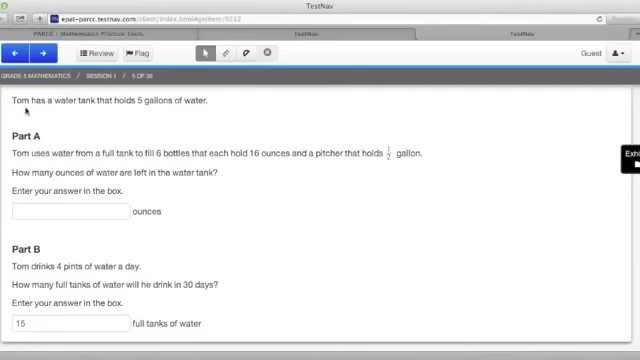 TestNav
epat-parcc.testnav.com/client/index.html#item/9232
PARCC | Mathematics Practice Tests
TestNav
TestNav
Review
Flag
Guest
GRADE 5 MATHEMATICS / SESSION 1 / 5 OF 36
Tom has a water tank that holds 5 gallons of water.
Exhi
Part A
Tom uses water from a full tank to fill 6 bottles that each hold 16 ounces and a pitcher that holds 1/2 gallon.
How many ounces of water are left in the water tank?
Enter your answer in the box.
ounces
Part B
Tom drinks 4 pints of water a day.
How many full tanks of water will he drink in 30 days?
Enter your answer in the box.
15 full tanks of water